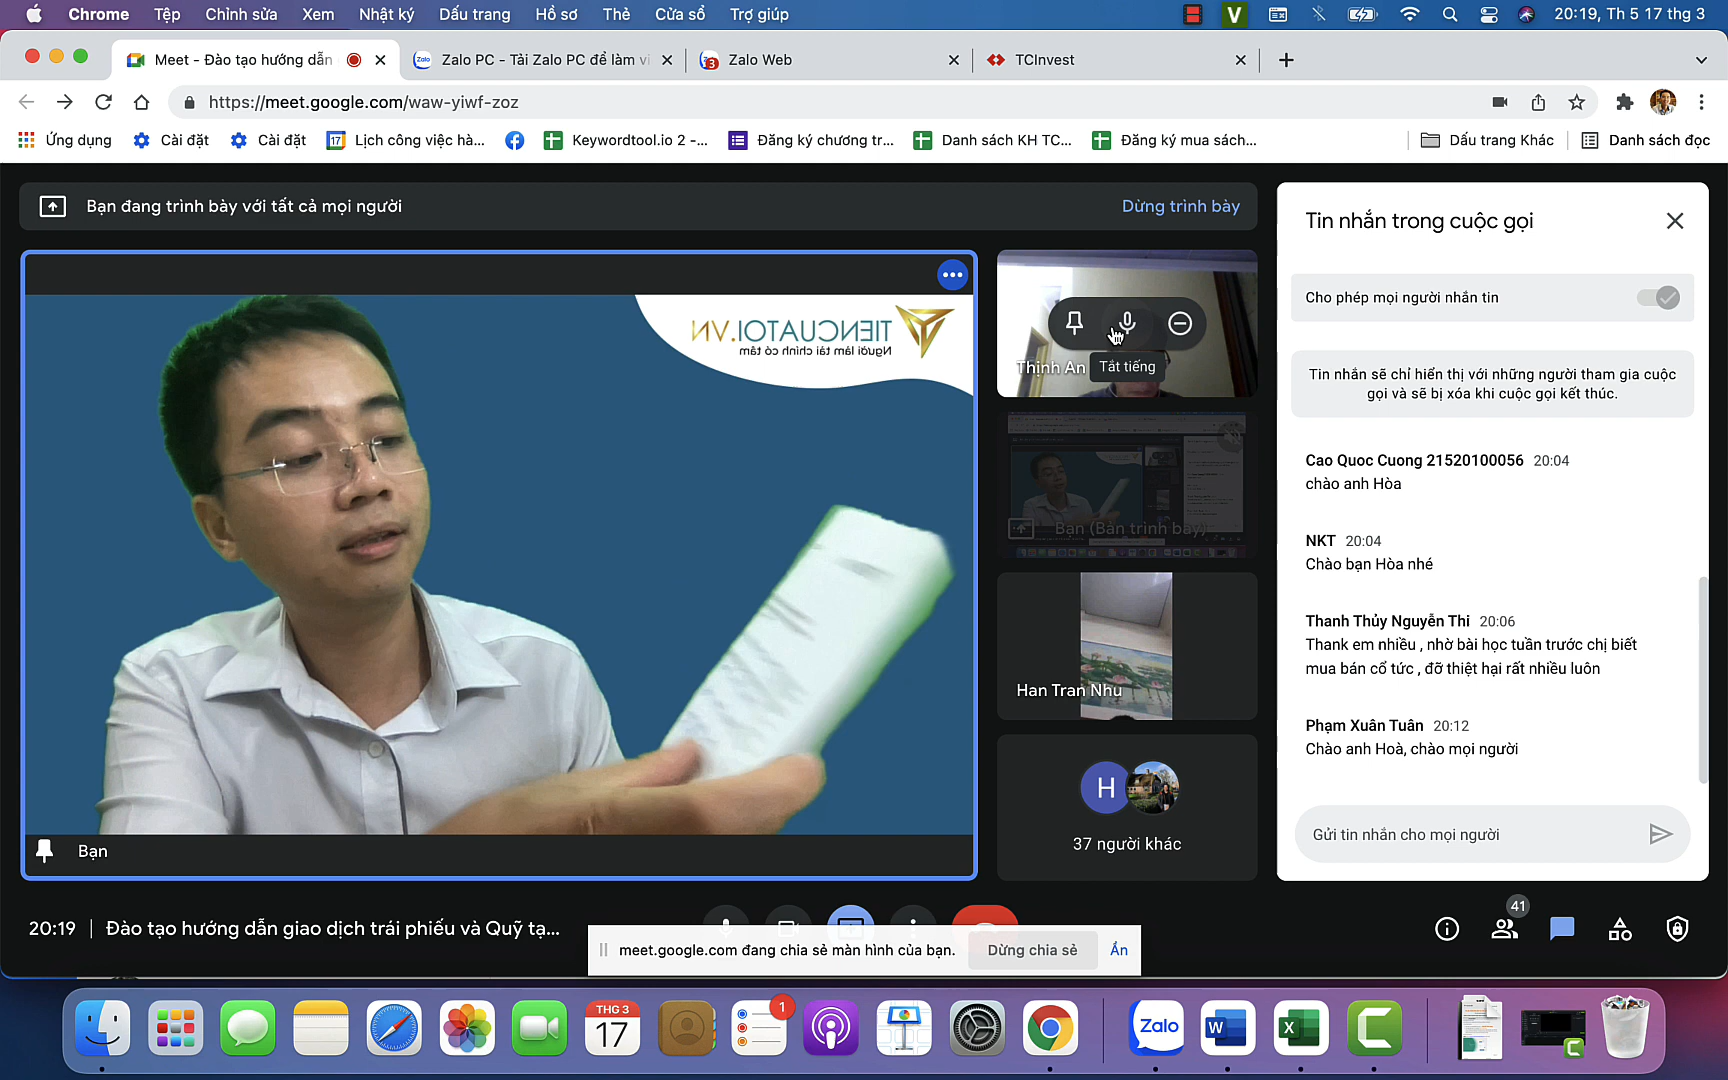 Chrome Tệp Chỉnh sửa Xem Nhật ký Dấu trang Hồ sơ Thẻ Cửa sổ Trợ giúp
V
20:19, Th 5 17 thg 3
Meet - Đào tạo hướng dẫn
Zalo PC - Tải Zalo PC để làm vi
Zalo Web
TCInvest
https://meet.google.com/waw-yiwf-zoz
Ứng dụng
Cài đặt
Cài đặt
Lịch công việc hà...
Keywordtool.io 2 -...
Đăng ký chương tr...
Danh sách KH TC...
Đăng ký mua sách...
Dấu trang Khác
Danh sách đọc
Bạn đang trình bày với tất cả mọi người
Dừng trình bày
TIENCUATOI.VN
Người làm tài chính có tâm
Bạn
Thịnh An
Tắt tiếng
Bạn (Bản trình bày)
Han Tran Nhu
H
37 người khác
Tin nhắn trong cuộc gọi
Cho phép mọi người nhắn tin
Tin nhắn sẽ chỉ hiển thị với những người tham gia cuộc
gọi và sẽ bị xóa khi cuộc gọi kết thúc.
Cao Quoc Cuong 21520100056 20:04
chào anh Hòa
NKT 20:04
Chào bạn Hòa nhé
Thanh Thủy Nguyễn Thi 20:06
Thank em nhiều , nhờ bài học tuần trước chị biết
mua bán cổ tức , đỡ thiệt hại rất nhiều luôn
Phạm Xuân Tuân 20:12
Chào anh Hoà, chào mọi người
Gửi tin nhắn cho mọi người
20:19 | Đào tạo hướng dẫn giao dịch trái phiếu và Quỹ tạ...
41
meet.google.com đang chia sẻ màn hình của bạn.
Dừng chia sẻ
Ẩn
THG 3
17
1
Zalo
W
X